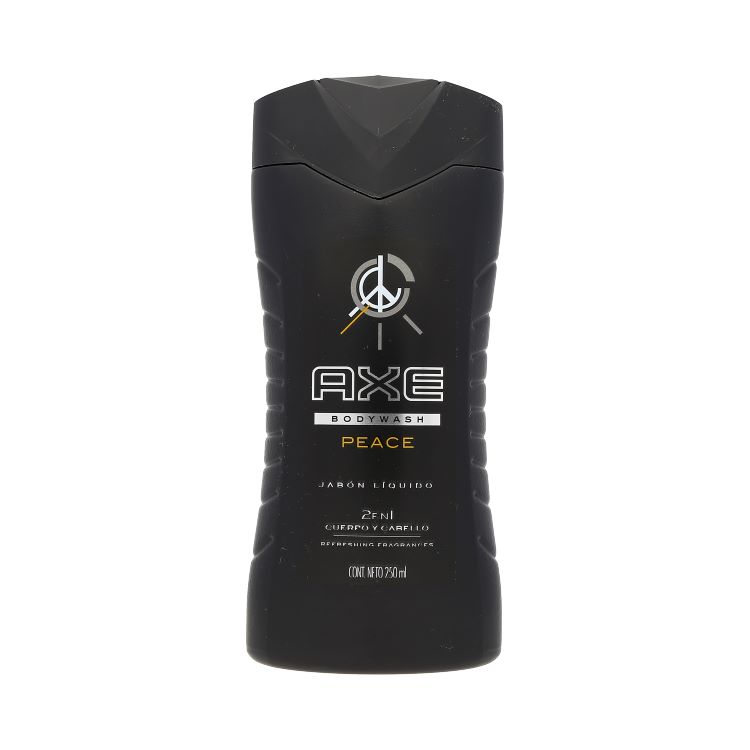 AXE
BODYWASH
PEACE
JABÓN LÍQUIDO
2EN1
CUERPO Y CABELLO
REFRESHING FRAGRANCES
CONT. NETO 250 ml